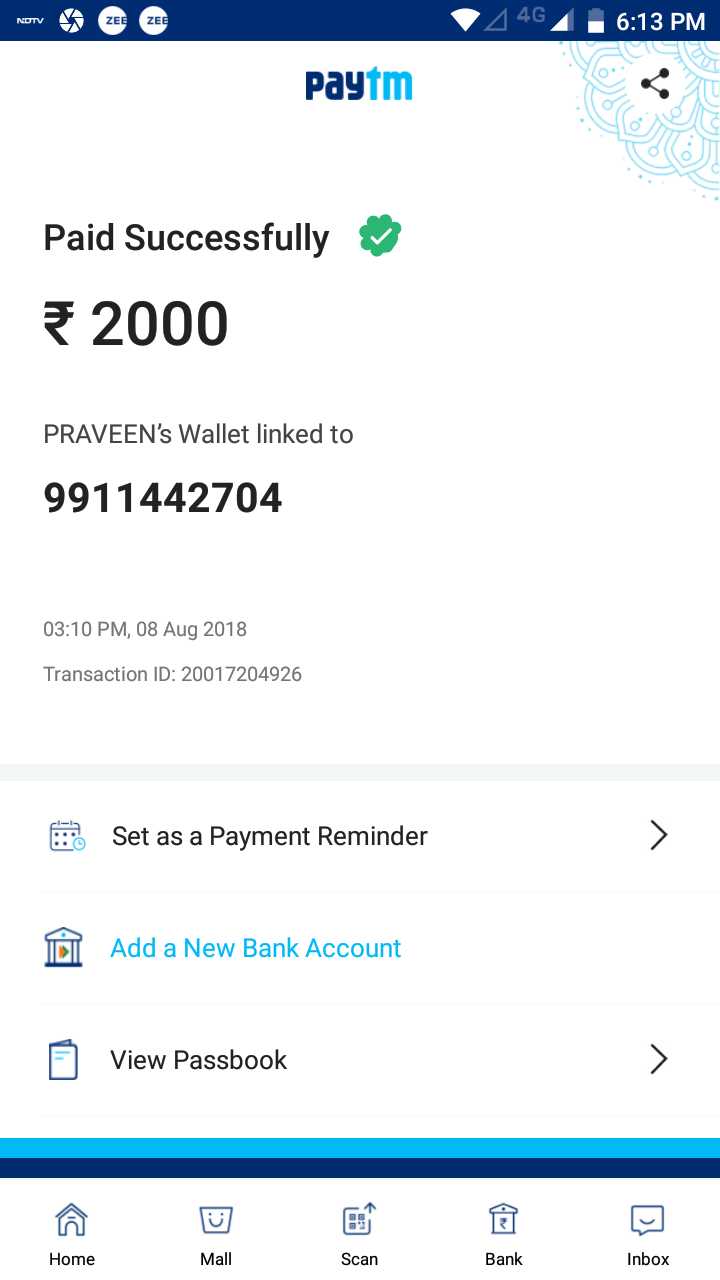 NDTV ZEE ZEE 4G 6:13 PM
paytm
Paid Successfully
₹ 2000
PRAVEEN's Wallet linked to
9911442704
03:10 PM, 08 Aug 2018
Transaction ID: 20017204926
Set as a Payment Reminder
Add a New Bank Account
View Passbook
Home Mall Scan Bank Inbox